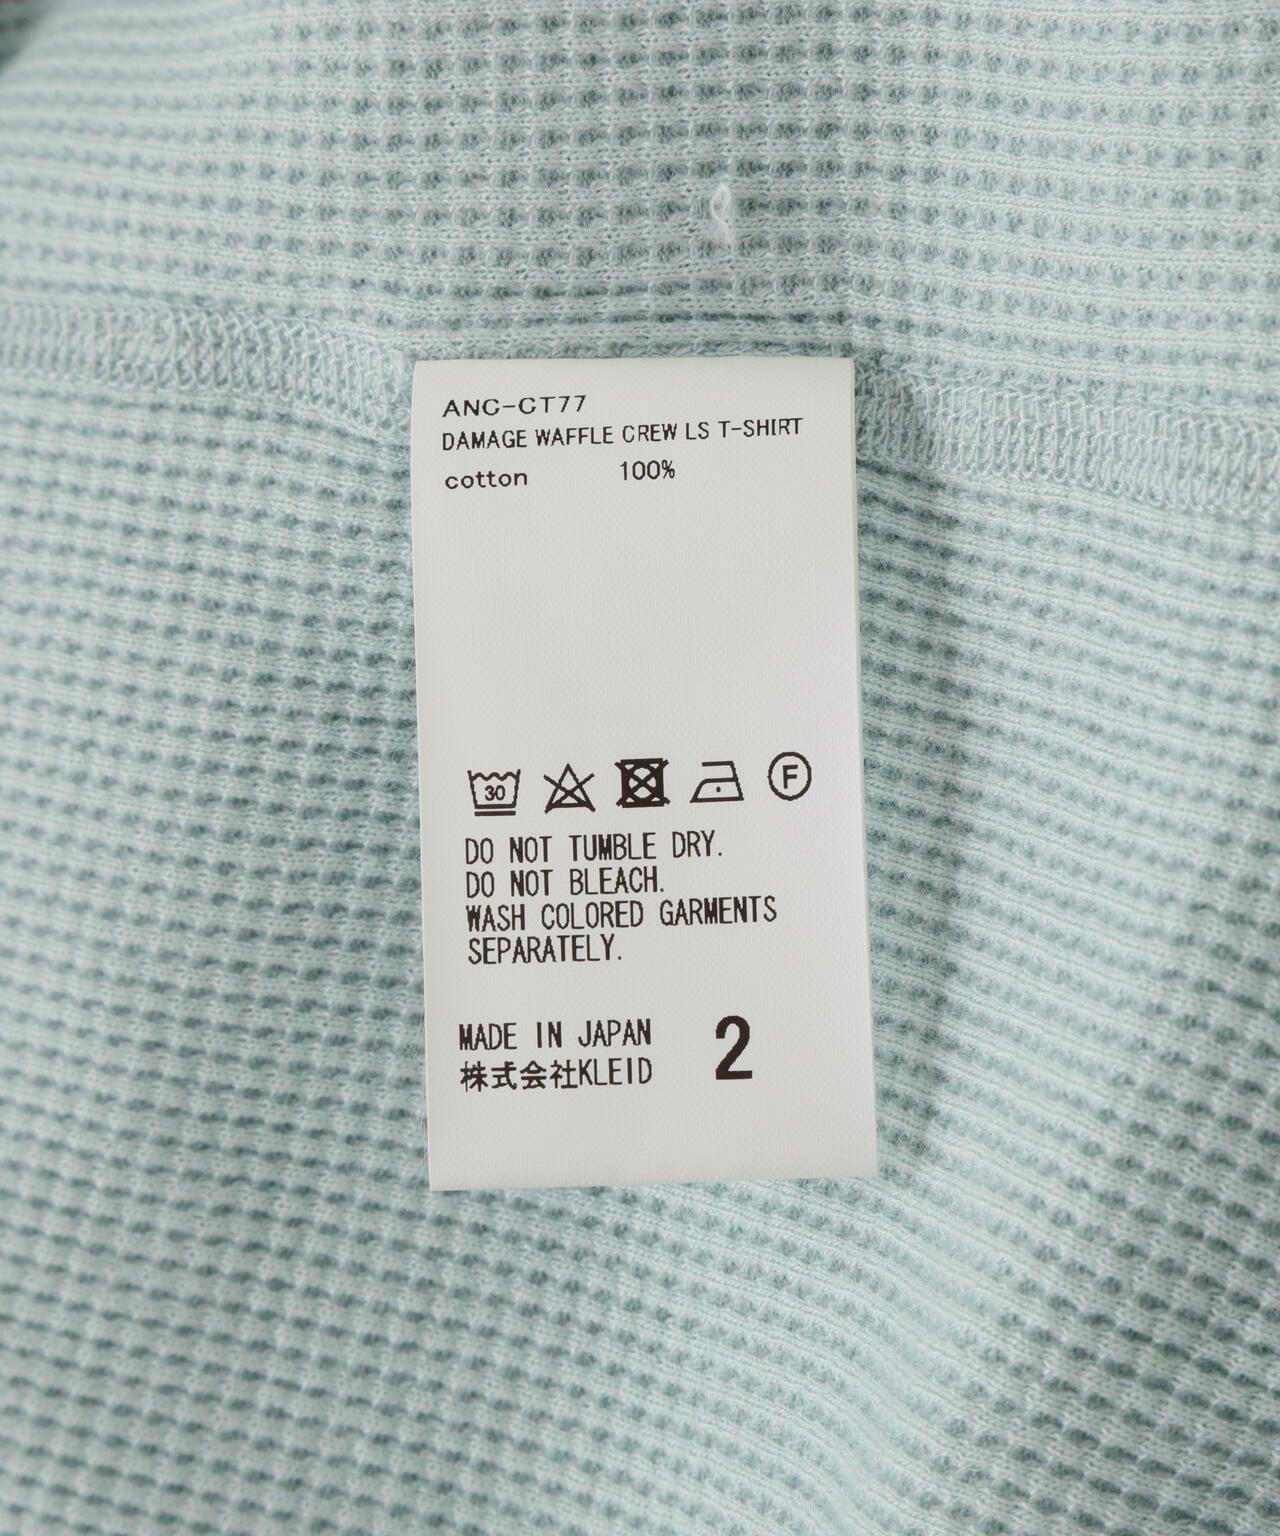 ANC-CT77
DAMAGE WAFFLE CREW LS T-SHIRT
cotton 100%
30 F
DO NOT TUMBLE DRY.
DO NOT BLEACH.
WASH COLORED GARMENTS
SEPARATELY.
MADE IN JAPAN
株式会社KLEID
2